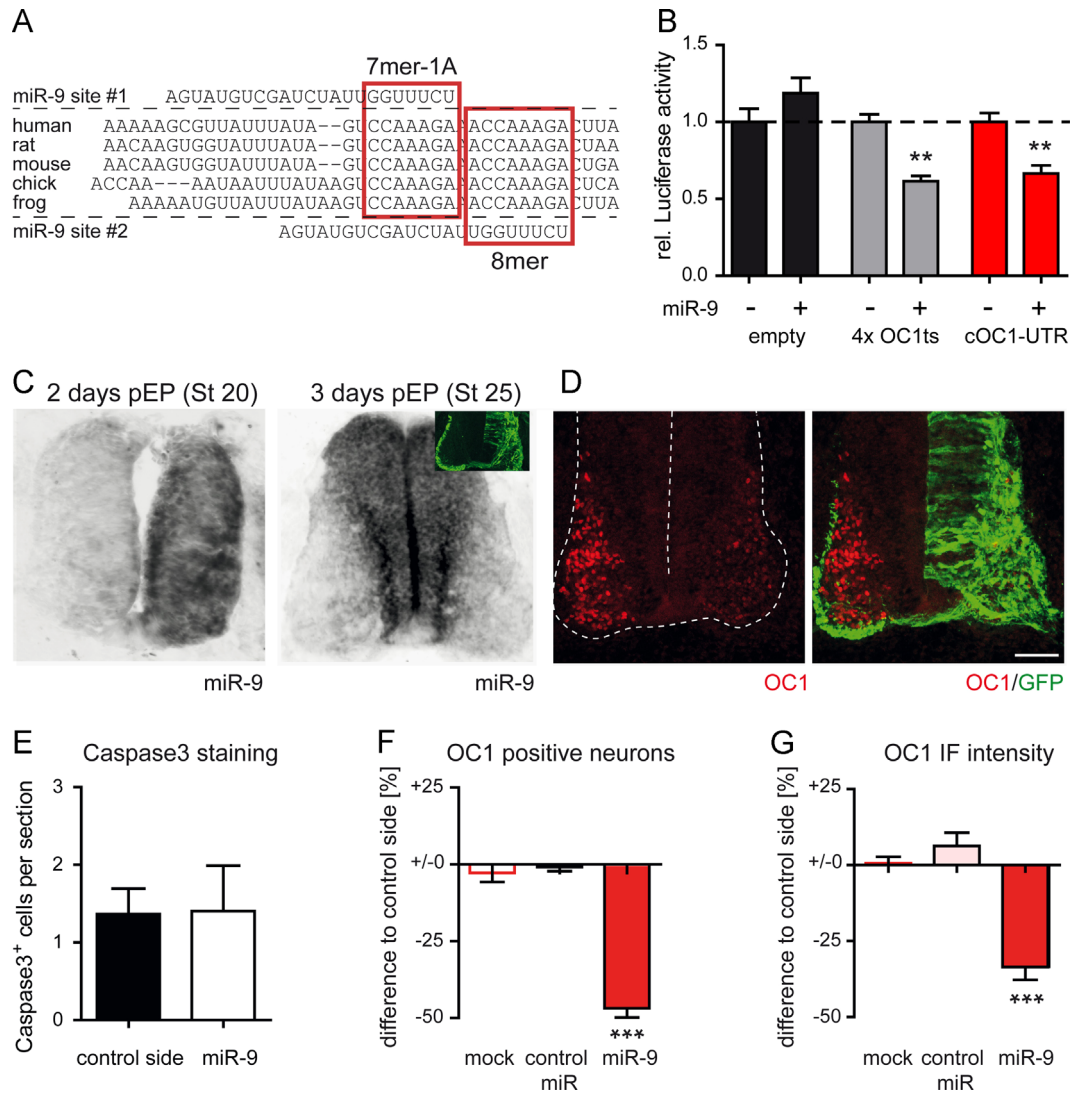 A
7mer-1A
miR-9 site #1 AGUAUGUCGAUCUAUUGGUUUCU
human AAAAAGCGUUAUUUAUA--GUCCAAAGAAACCAAAGACUUA
rat AACAAGUGGUAUUUAUA--GUCCAAAGAAACCAAAGACUAA
mouse AACAAGUGGUAUUUAUA--GUCCAAAGAAACCAAAGACUGA
chick ACCAA---AAUAAUUUAUAAGUCCAAAGAAACCAAAGACUCA
frog AAAAAUGUUAUUUAUAAGUCCAAAGAAACCAAAGACUUA
miR-9 site #2 AGUAUGUCGAUCUAUUGGUUUCU
8mer
B
rel. Luciferase activity
1.5
1.0
0.5
0.0
** **
miR-9 - + - + - +
empty 4x OC1ts cOC1-UTR
C
2 days pEP (St 20) 3 days pEP (St 25)
miR-9 miR-9
D
OC1 OC1/GFP
E
Caspase3 staining
Caspase3+ cells per section
3
2
1
0
control side miR-9
F
OC1 positive neurons
difference to control side [%]
+25
+/-0
-25
-50
***
mock control miR miR-9
G
OC1 IF intensity
difference to control side [%]
+25
+/-0
-25
-50
***
mock control miR miR-9